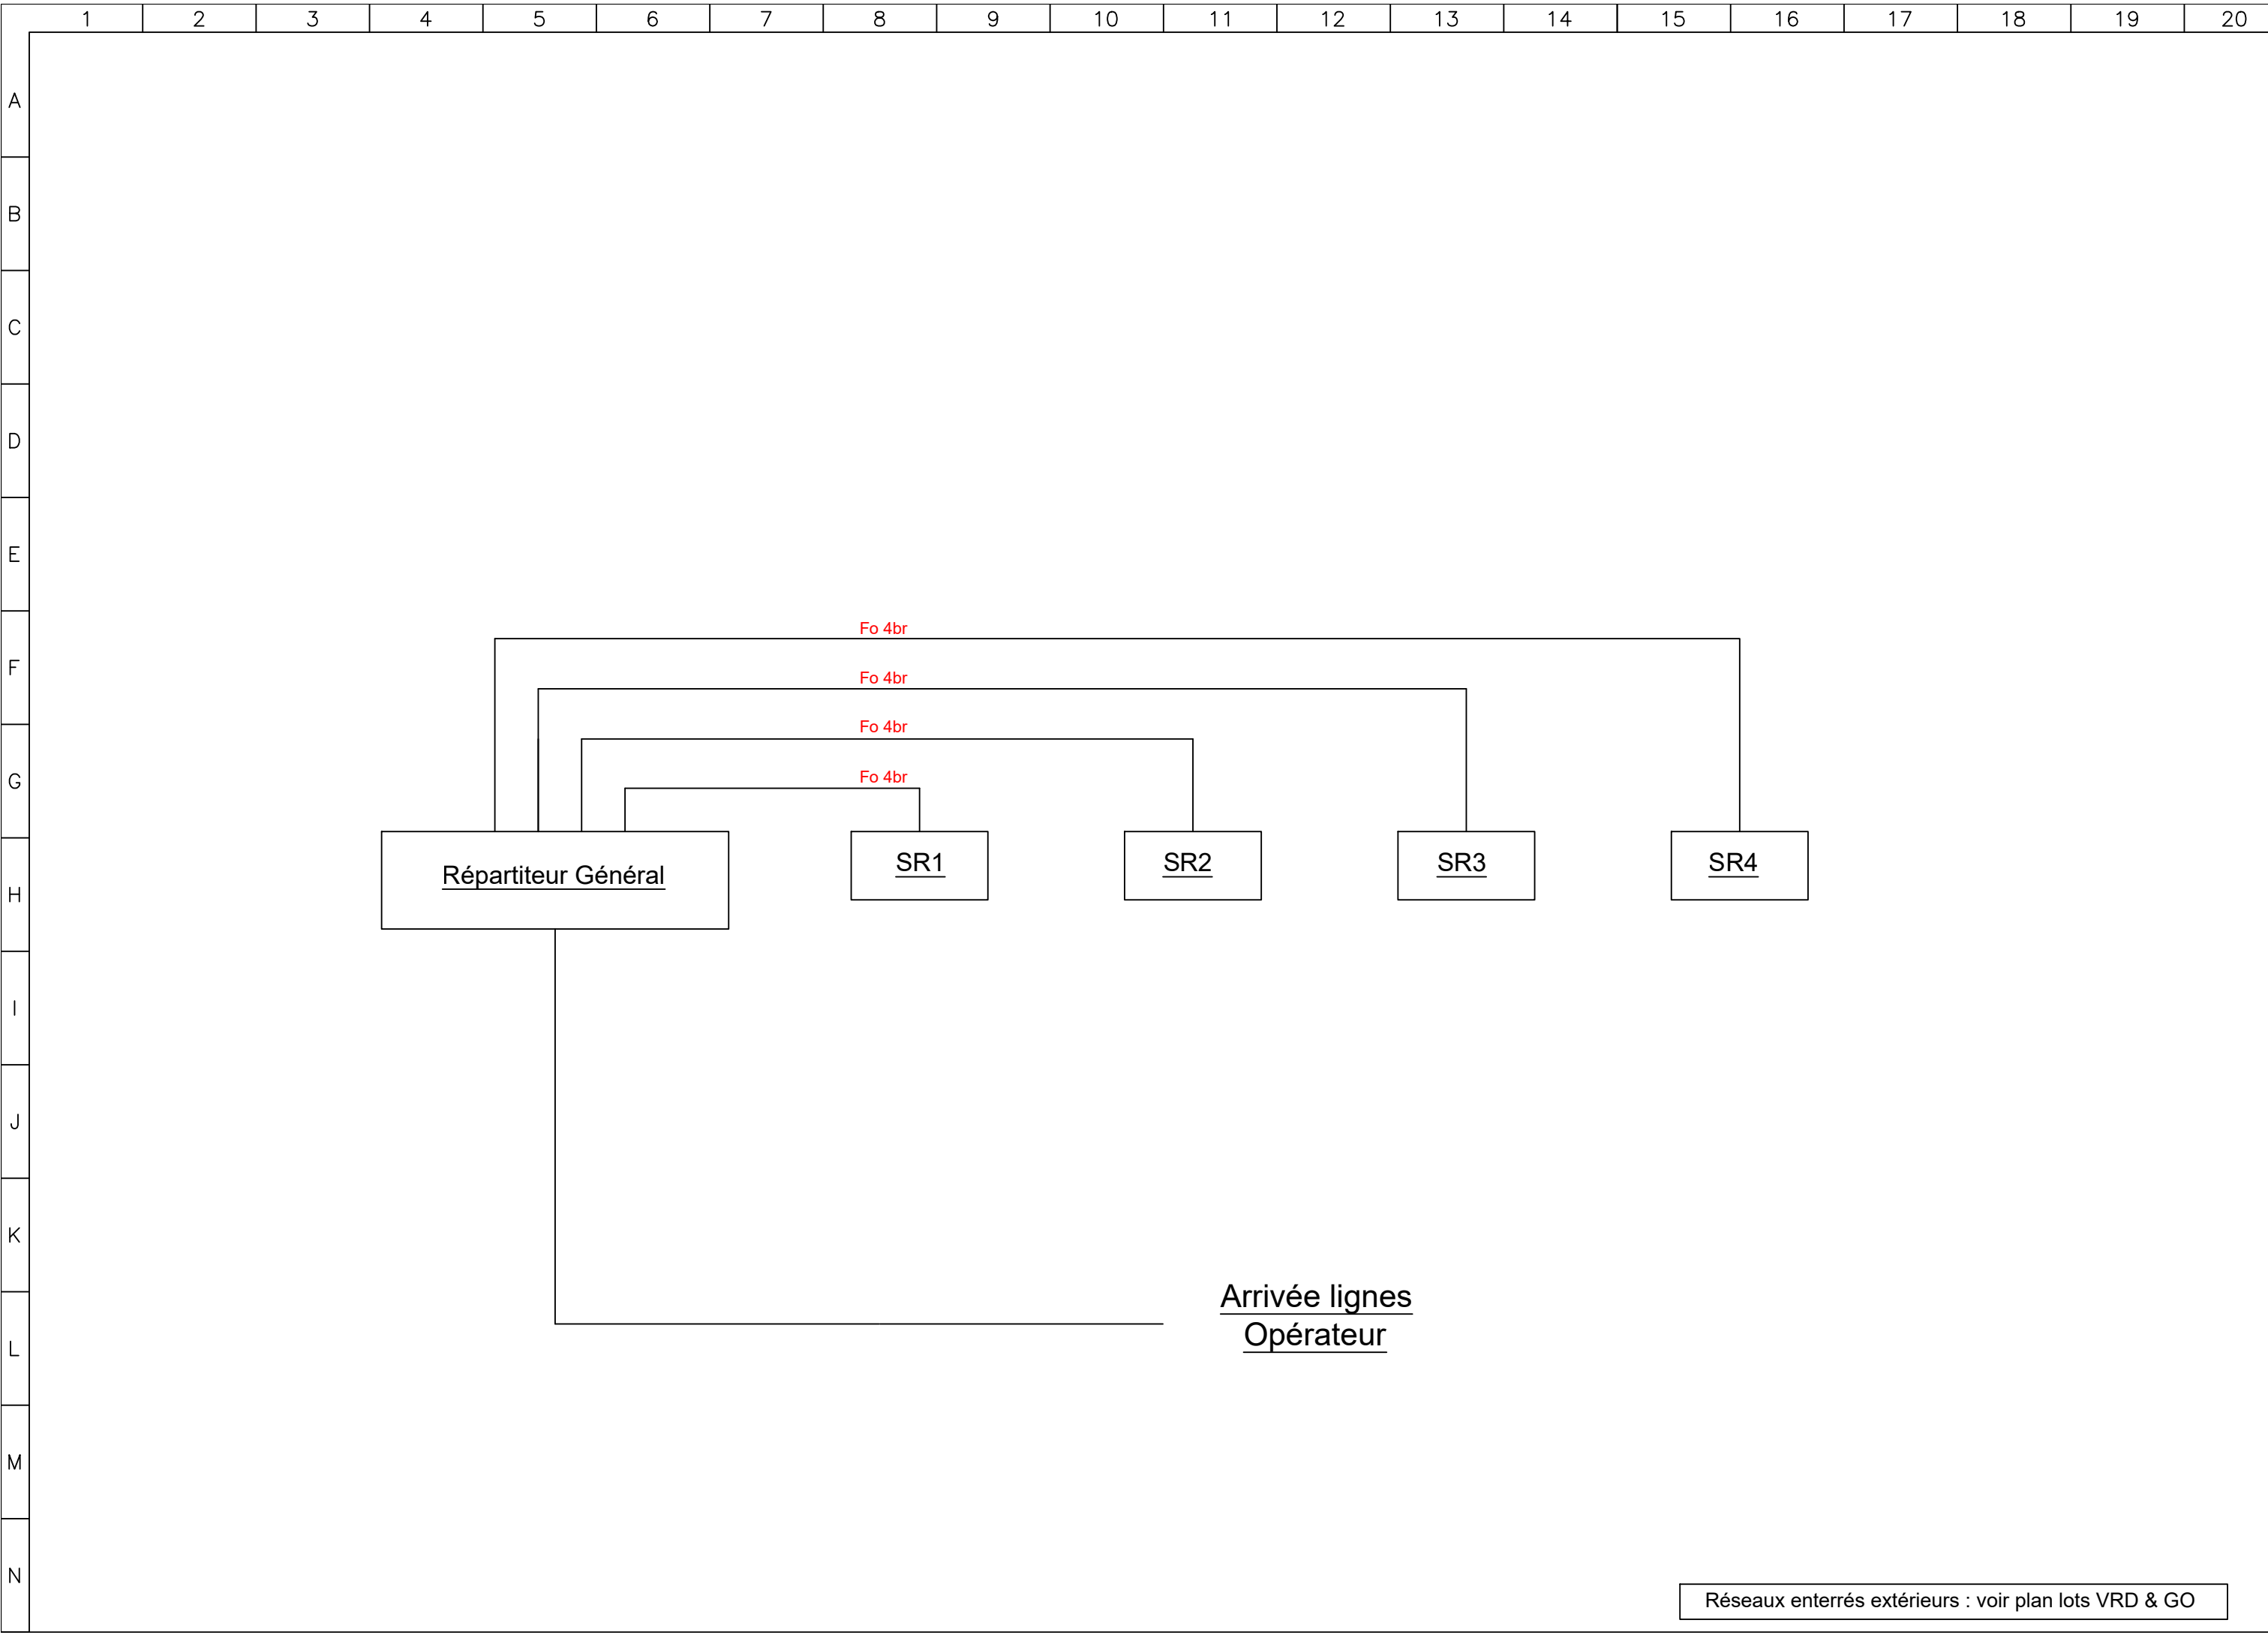 1 2 3 4 5 6 7 8 9 10 11 12 13 14 15 16 17 18 19 20
A
B
C
D
E
F
G
H
I
J
K
L
M
N
Fo 4br
Fo 4br
Fo 4br
Fo 4br
Répartiteur Général
SR1
SR2
SR3
SR4
Arrivée lignes
Opérateur
Réseaux enterrés extérieurs : voir plan lots VRD & GO